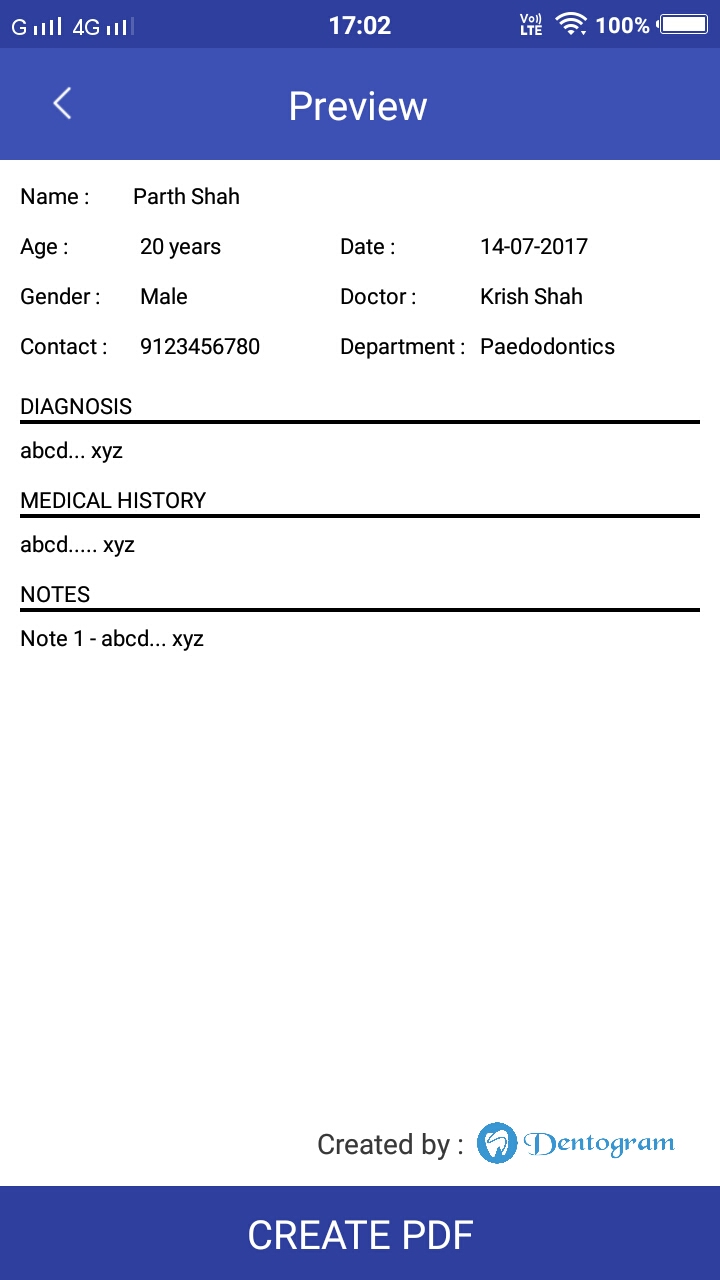 G 4G 17:02 Vo)) LTE 100%
Preview
Name : Parth Shah
Age : 20 years Date : 14-07-2017
Gender : Male Doctor : Krish Shah
Contact : 9123456780 Department : Paedodontics
DIAGNOSIS
abcd... xyz
MEDICAL HISTORY
abcd..... xyz
NOTES
Note 1 - abcd... xyz
Created by : Dentogram
CREATE PDF